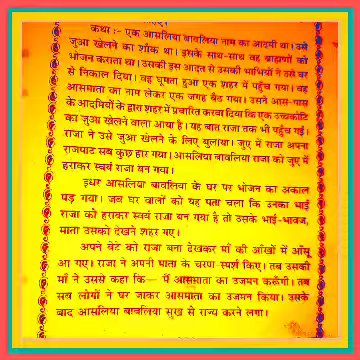 कथा :- एक आसलिया बावलिया नाम का आदमी था। उसे
जुआ खेलने का शौक था। इसके साथ-साथ वह ब्राह्मणों को
भोजन कराता था। उसकी इस आदत से उसकी भाभियों ने उसे घर
से निकाल दिया। वह घूमता हुआ एक शहर में पहुँच गया। वह
आसमाता का नाम लेकर एक जगह बैठ गया। उसने आस-पास
के आदमियों के द्वारा शहर में प्रचारित करवा दिया कि एक उच्चकोटि
का जुआ खेलने वाला आया है। यह बात राजा तक भी पहुँच गई।
राजा ने उसे जुआ खेलने के लिए बुलाया। जुए में राजा अपना
राजपाट सब कुछ हार गया। आसलिया बावलिया राजा को जुए में
हराकर स्वयं राजा बन गया।
इधर आसलिया बावलिया के घर पर भोजन का अकाल
पड़ गया। जब घर वालों को यह पता चला कि उनका भाई
राजा को हराकर स्वयं राजा बन गया है तो उसके भाई-भावज,
माता उसको देखने शहर गए।
अपने बेटे को राजा बना देखकर मां की आँखों में आँसू
आ गए। राजा ने अपनी माता के चरण स्पर्श किए। तब उसकी
माँ ने उससे कहा कि— मैं आसमाता का उजमन करूँगी। तब
सब लोगों ने घर जाकर आसमाता का उजमन किया। उसके
बाद आसलिया बावलिया सुख से राज्य करने लगा।